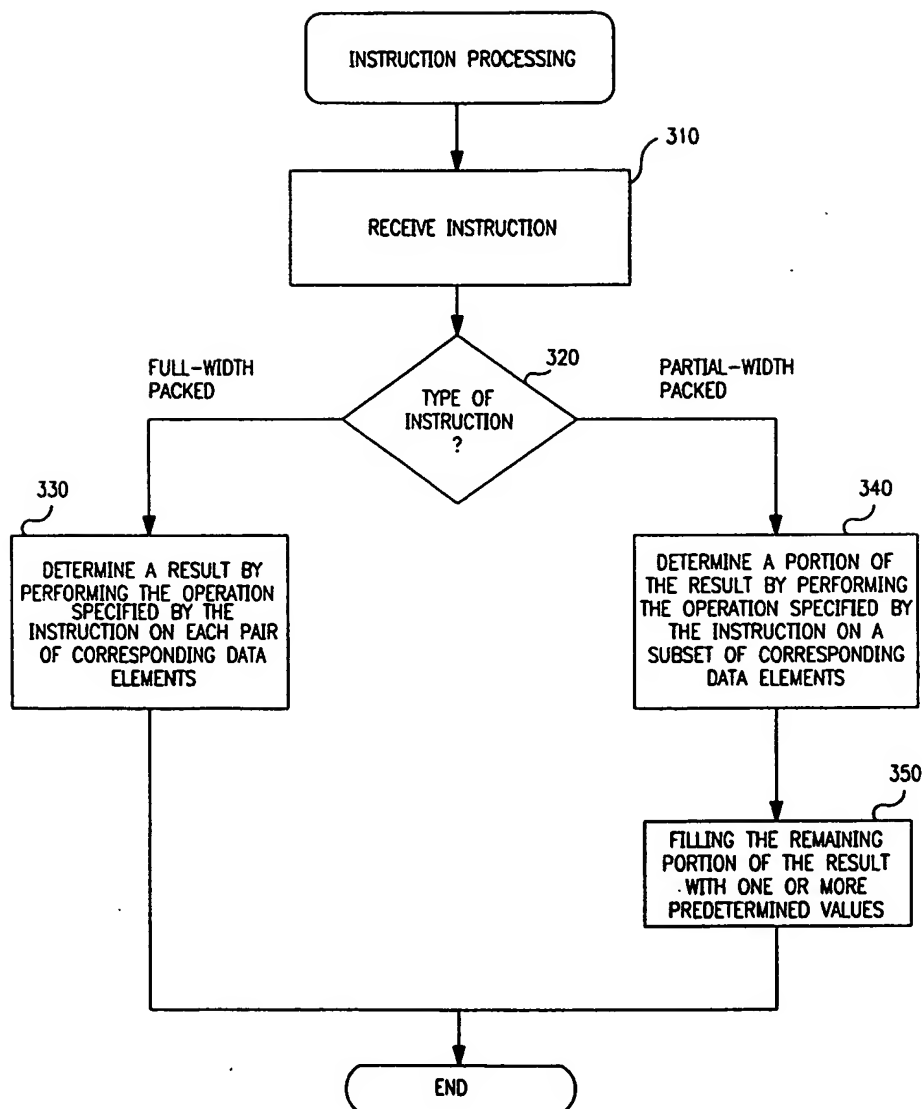 INSTRUCTION PROCESSING
310
RECEIVE INSTRUCTION
320
FULL-WIDTH
PACKED
TYPE OF
INSTRUCTION
?
PARTIAL-WIDTH
PACKED
330
DETERMINE A RESULT BY
PERFORMING THE OPERATION
SPECIFIED BY THE
INSTRUCTION ON EACH PAIR
OF CORRESPONDING DATA
ELEMENTS
340
DETERMINE A PORTION OF
THE RESULT BY PERFORMING
THE OPERATION SPECIFIED BY
THE INSTRUCTION ON A
SUBSET OF CORRESPONDING
DATA ELEMENTS
350
FILLING THE REMAINING
PORTION OF THE RESULT
WITH ONE OR MORE
PREDETERMINED VALUES
END